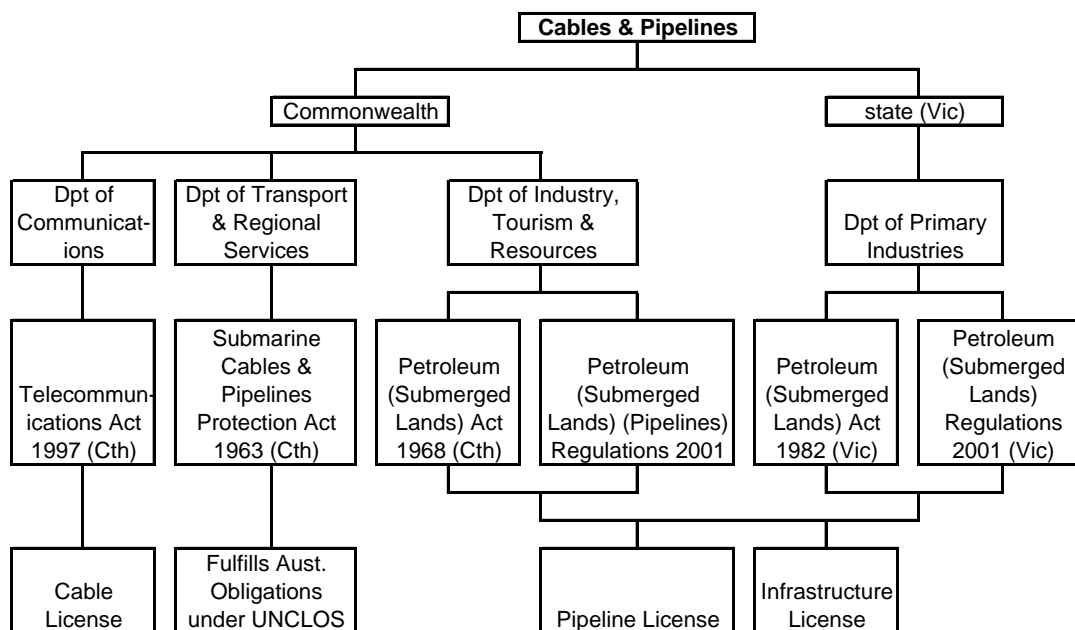 Cables & Pipelines
Commonwealth
state (Vic)
Dpt of
Communicat-
ions
Dpt of Transport
& Regional
Services
Dpt of Industry,
Tourism &
Resources
Dpt of Primary
Industries
Telecommun-
ications Act
1997 (Cth)
Submarine
Cables &
Pipelines
Protection Act
1963 (Cth)
Petroleum
(Submerged
Lands) Act
1968 (Cth)
Petroleum
(Submerged
Lands) (Pipelines)
Regulations 2001
Petroleum
(Submerged
Lands) Act
1982 (Vic)
Petroleum
(Submerged
Lands)
Regulations
2001 (Vic)
Cable
License
Fulfills Aust.
Obligations
under UNCLOS
Pipeline License
Infrastructure
License